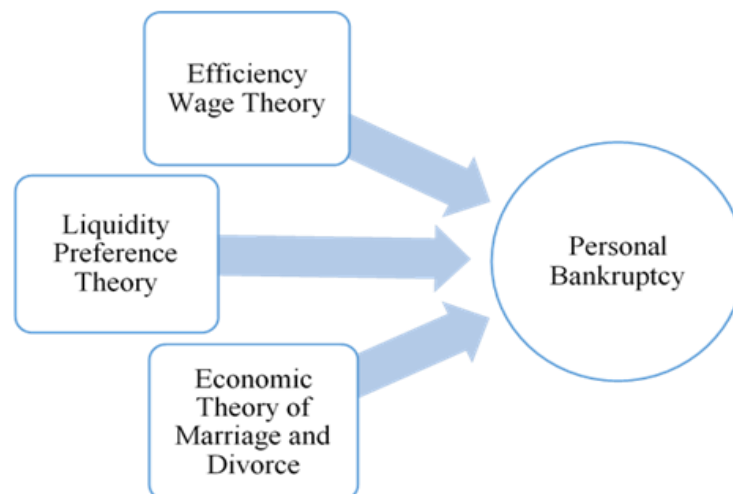 Efficiency
Wage Theory
Liquidity
Preference
Theory
Economic
Theory of
Marriage and
Divorce
Personal
Bankruptcy